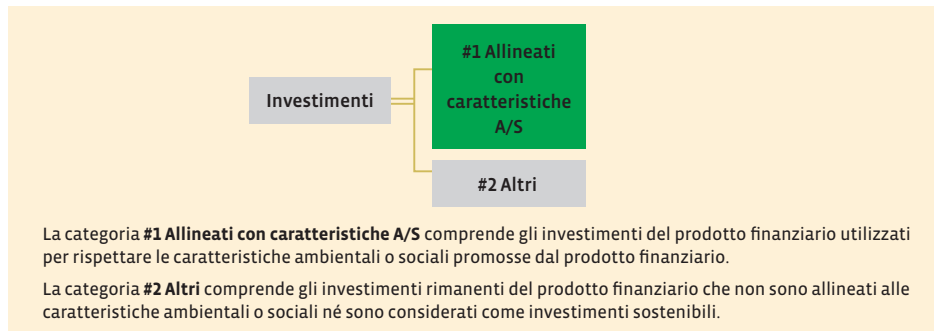 #1 Allineati
con
caratteristiche
A/S
Investimenti
#2 Altri
La categoria #1 Allineati con caratteristiche A/S comprende gli investimenti del prodotto finanziario utilizzati
per rispettare le caratteristiche ambientali o sociali promosse dal prodotto finanziario.
La categoria #2 Altri comprende gli investimenti rimanenti del prodotto finanziario che non sono allineati alle
caratteristiche ambientali o sociali né sono considerati come investimenti sostenibili.